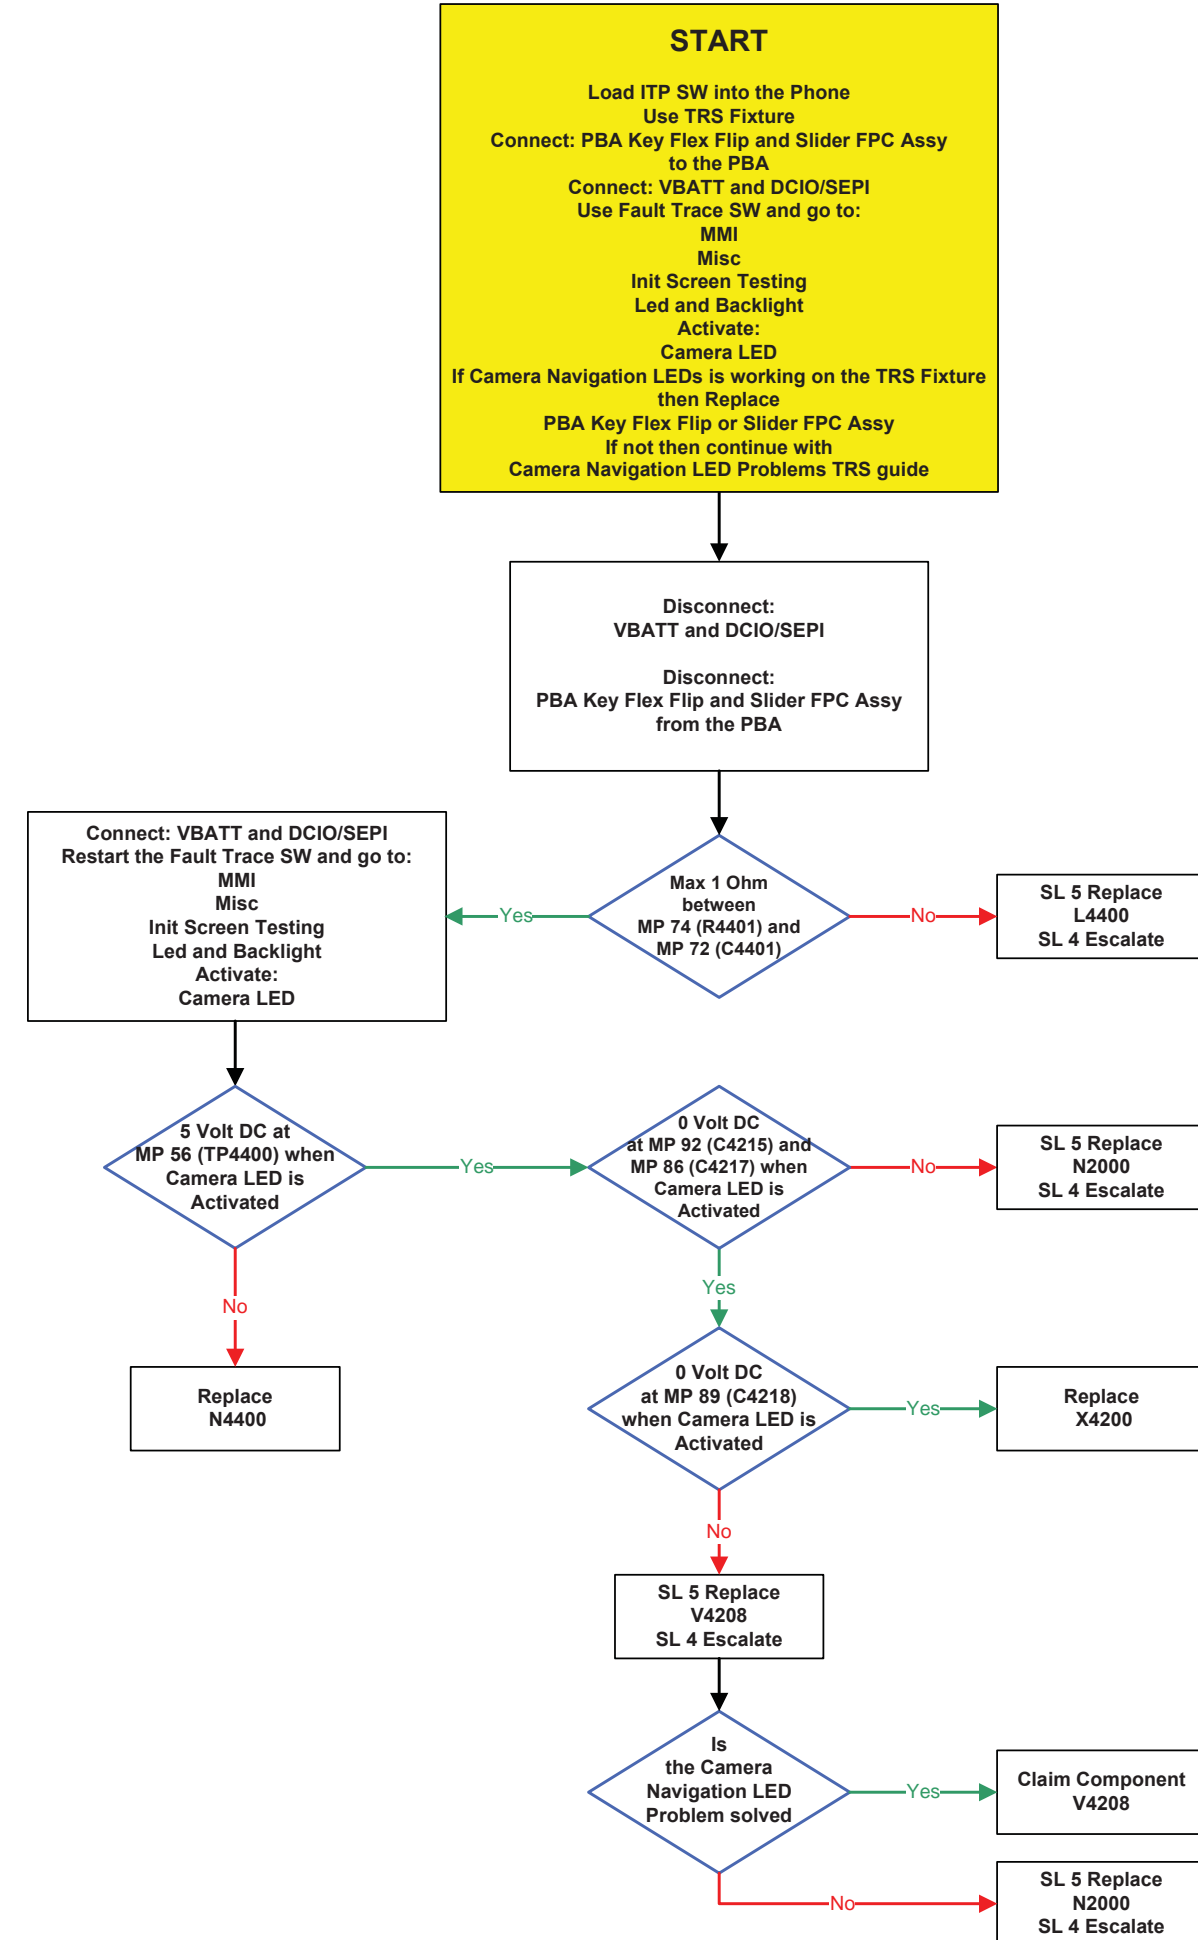 START
Load ITP SW into the Phone
Use TRS Fixture
Connect: PBA Key Flex Flip and Slider FPC Assy
to the PBA
Connect: VBATT and DCIO/SEPI
Use Fault Trace SW and go to:
MMI
Misc
Init Screen Testing
Led and Backlight
Activate:
Camera LED
If Camera Navigation LEDs is working on the TRS Fixture
then Replace
PBA Key Flex Flip or Slider FPC Assy
If not then continue with
Camera Navigation LED Problems TRS guide
Disconnect:
VBATT and DCIO/SEPI
Disconnect:
PBA Key Flex Flip and Slider FPC Assy
from the PBA
Max 1 Ohm
between
MP 74 (R4401) and
MP 72 (C4401)
No
SL 5 Replace
L4400
SL 4 Escalate
Yes
Connect: VBATT and DCIO/SEPI
Restart the Fault Trace SW and go to:
MMI
Misc
Init Screen Testing
Led and Backlight
Activate:
Camera LED
5 Volt DC at
MP 56 (TP4400) when
Camera LED is
Activated
No
Replace
N4400
Yes
0 Volt DC
at MP 92 (C4215) and
MP 86 (C4217) when
Camera LED is
Activated
No
SL 5 Replace
N2000
SL 4 Escalate
Yes
0 Volt DC
at MP 89 (C4218)
when Camera LED is
Activated
Yes
Replace
X4200
No
SL 5 Replace
V4208
SL 4 Escalate
Is
the Camera
Navigation LED
Problem solved
Yes
Claim Component
V4208
No
SL 5 Replace
N2000
SL 4 Escalate